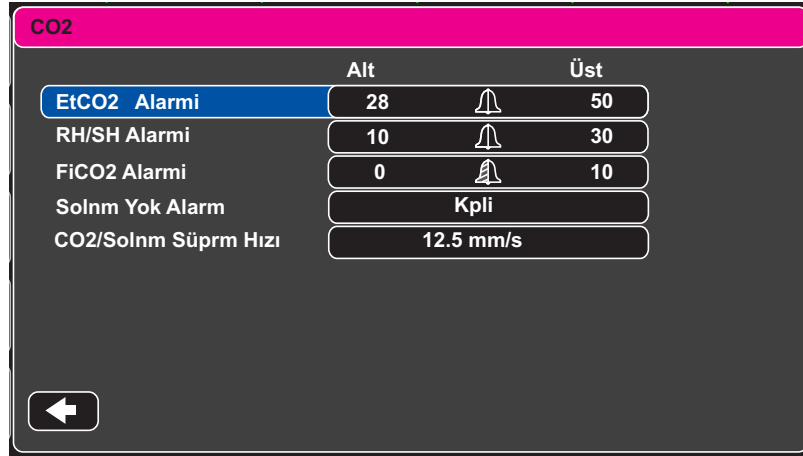 CO2
Alt Üst
EtCO2 Alarmi 28 50
RH/SH Alarmi 10 30
FiCO2 Alarmi 0 10
Solnm Yok Alarm Kpli
CO2/Solnm Süprm Hızı 12.5 mm/s